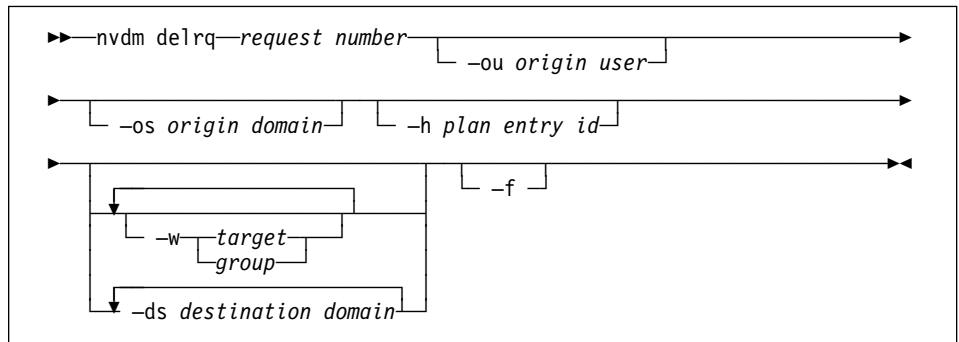 nvdm delrq request number
–ou origin user
–os origin domain –h plan entry id
–f
–w target
group
–ds destination domain